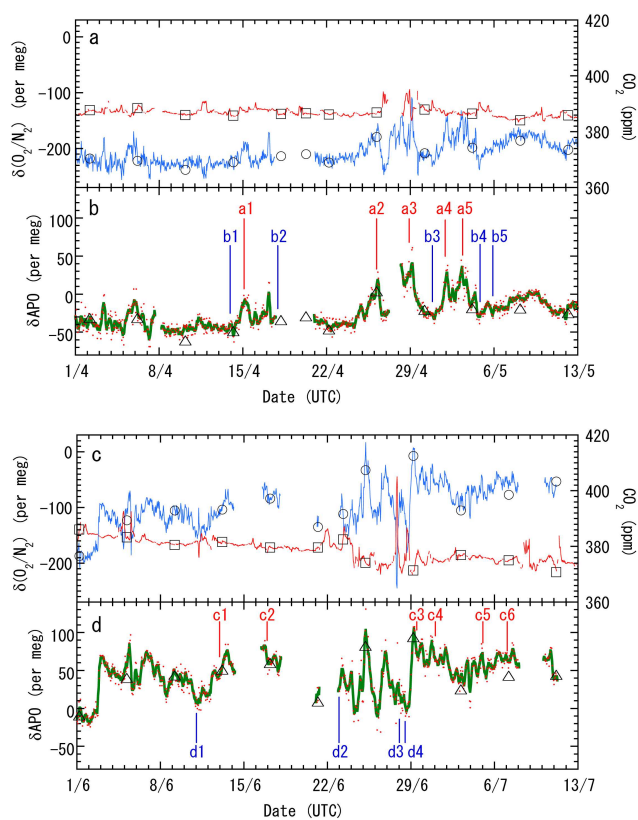 a
0
-100
-200
δ(O₂/N₂) (per meg)
420
400
380
360
CO₂ (ppm)
b
100
50
0
-50
δAPO (per meg)
a1 a2 a3 a4 a5
b1 b2 b3 b4 b5
1/4 8/4 15/4 22/4 29/4 6/5 13/5
Date (UTC)
c
0
-100
-200
δ(O₂/N₂) (per meg)
420
400
380
360
CO₂ (ppm)
d
100
50
0
-50
δAPO (per meg)
c1 c2 c3 c4 c5 c6
d1 d2 d3 d4
1/6 8/6 15/6 22/6 29/6 6/7 13/7
Date (UTC)